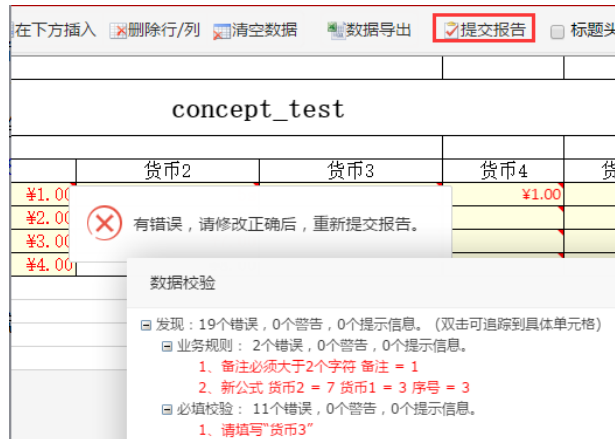 在下方插入 删除行/列 清空数据 数据导出 提交报告 标题头
concept_test
货币2 货币3 货币4 货
¥1.00 ¥1.00
¥2.00
¥3.00
¥4.00
有错误，请修改正确后，重新提交报告。
数据校验
发现：19个错误，0个警告，0个提示信息。（双击可追踪到具体单元格）
业务规则： 2个错误，0个警告，0个提示信息。
1、备注必须大于2个字符 备注 = 1
2、新公式 货币2 = 7 货币1 = 3 序号 = 3
必填校验： 11个错误，0个警告，0个提示信息。
1、请填写“货币3”